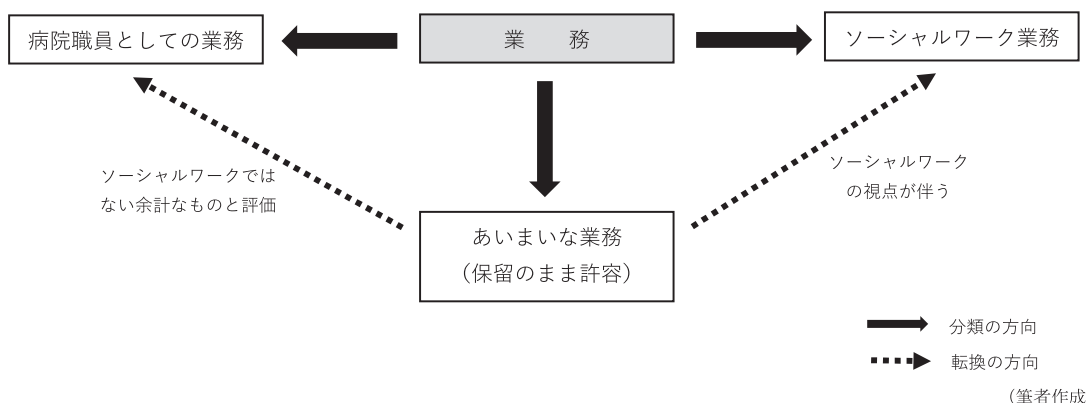 病院職員としての業務
業　　務
ソーシャルワーク業務
ソーシャルワークでは
ない余計なものと評価
ソーシャルワーク
の視点が伴う
あいまいな業務
（保留のまま許容）
分類の方向
転換の方向
（筆者作成